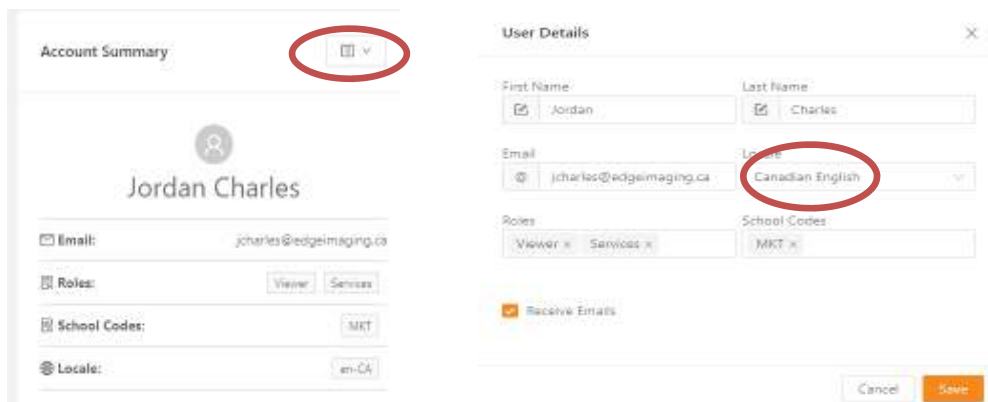 Account Summary
Jordan Charles
Email: jcharles@edgeimaging.ca
Roles: Viewer Services
School Codes: MKT
Locale: en-CA
User Details
First Name Last Name
Jordan Charles
Email Locale
@ jcharles@edgeimaging.ca Canadian English
Roles School Codes
Viewer × Services × MKT ×
Receive Emails
Cancel Save